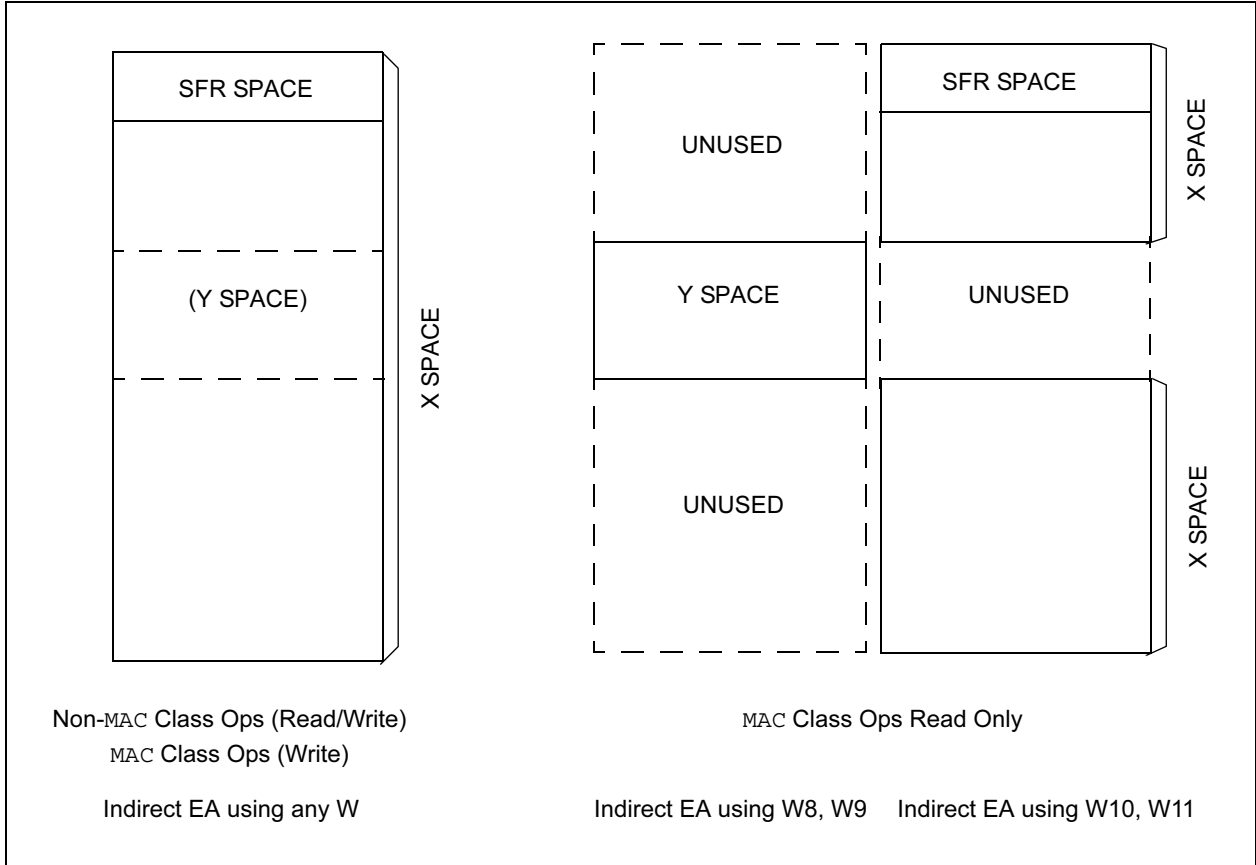 SFR SPACE
(Y SPACE)
X SPACE
Non-MAC Class Ops (Read/Write)
MAC Class Ops (Write)
Indirect EA using any W
UNUSED
Y SPACE
UNUSED
SFR SPACE
X SPACE
UNUSED
X SPACE
MAC Class Ops Read Only
Indirect EA using W8, W9
Indirect EA using W10, W11